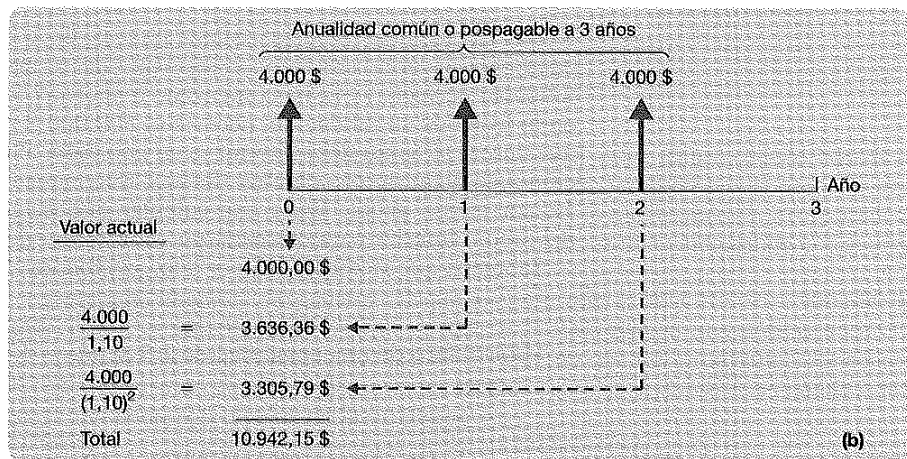 Anualidad común o pospagable a 3 años
4.000 $ 4.000 $ 4.000 $
Año
0 1 2 3
Valor actual
4.000,00 $
4.000
1,10
= 3.636,36 $
4.000
(1,10)²
= 3.305,79 $
Total 10.942,15 $
(b)